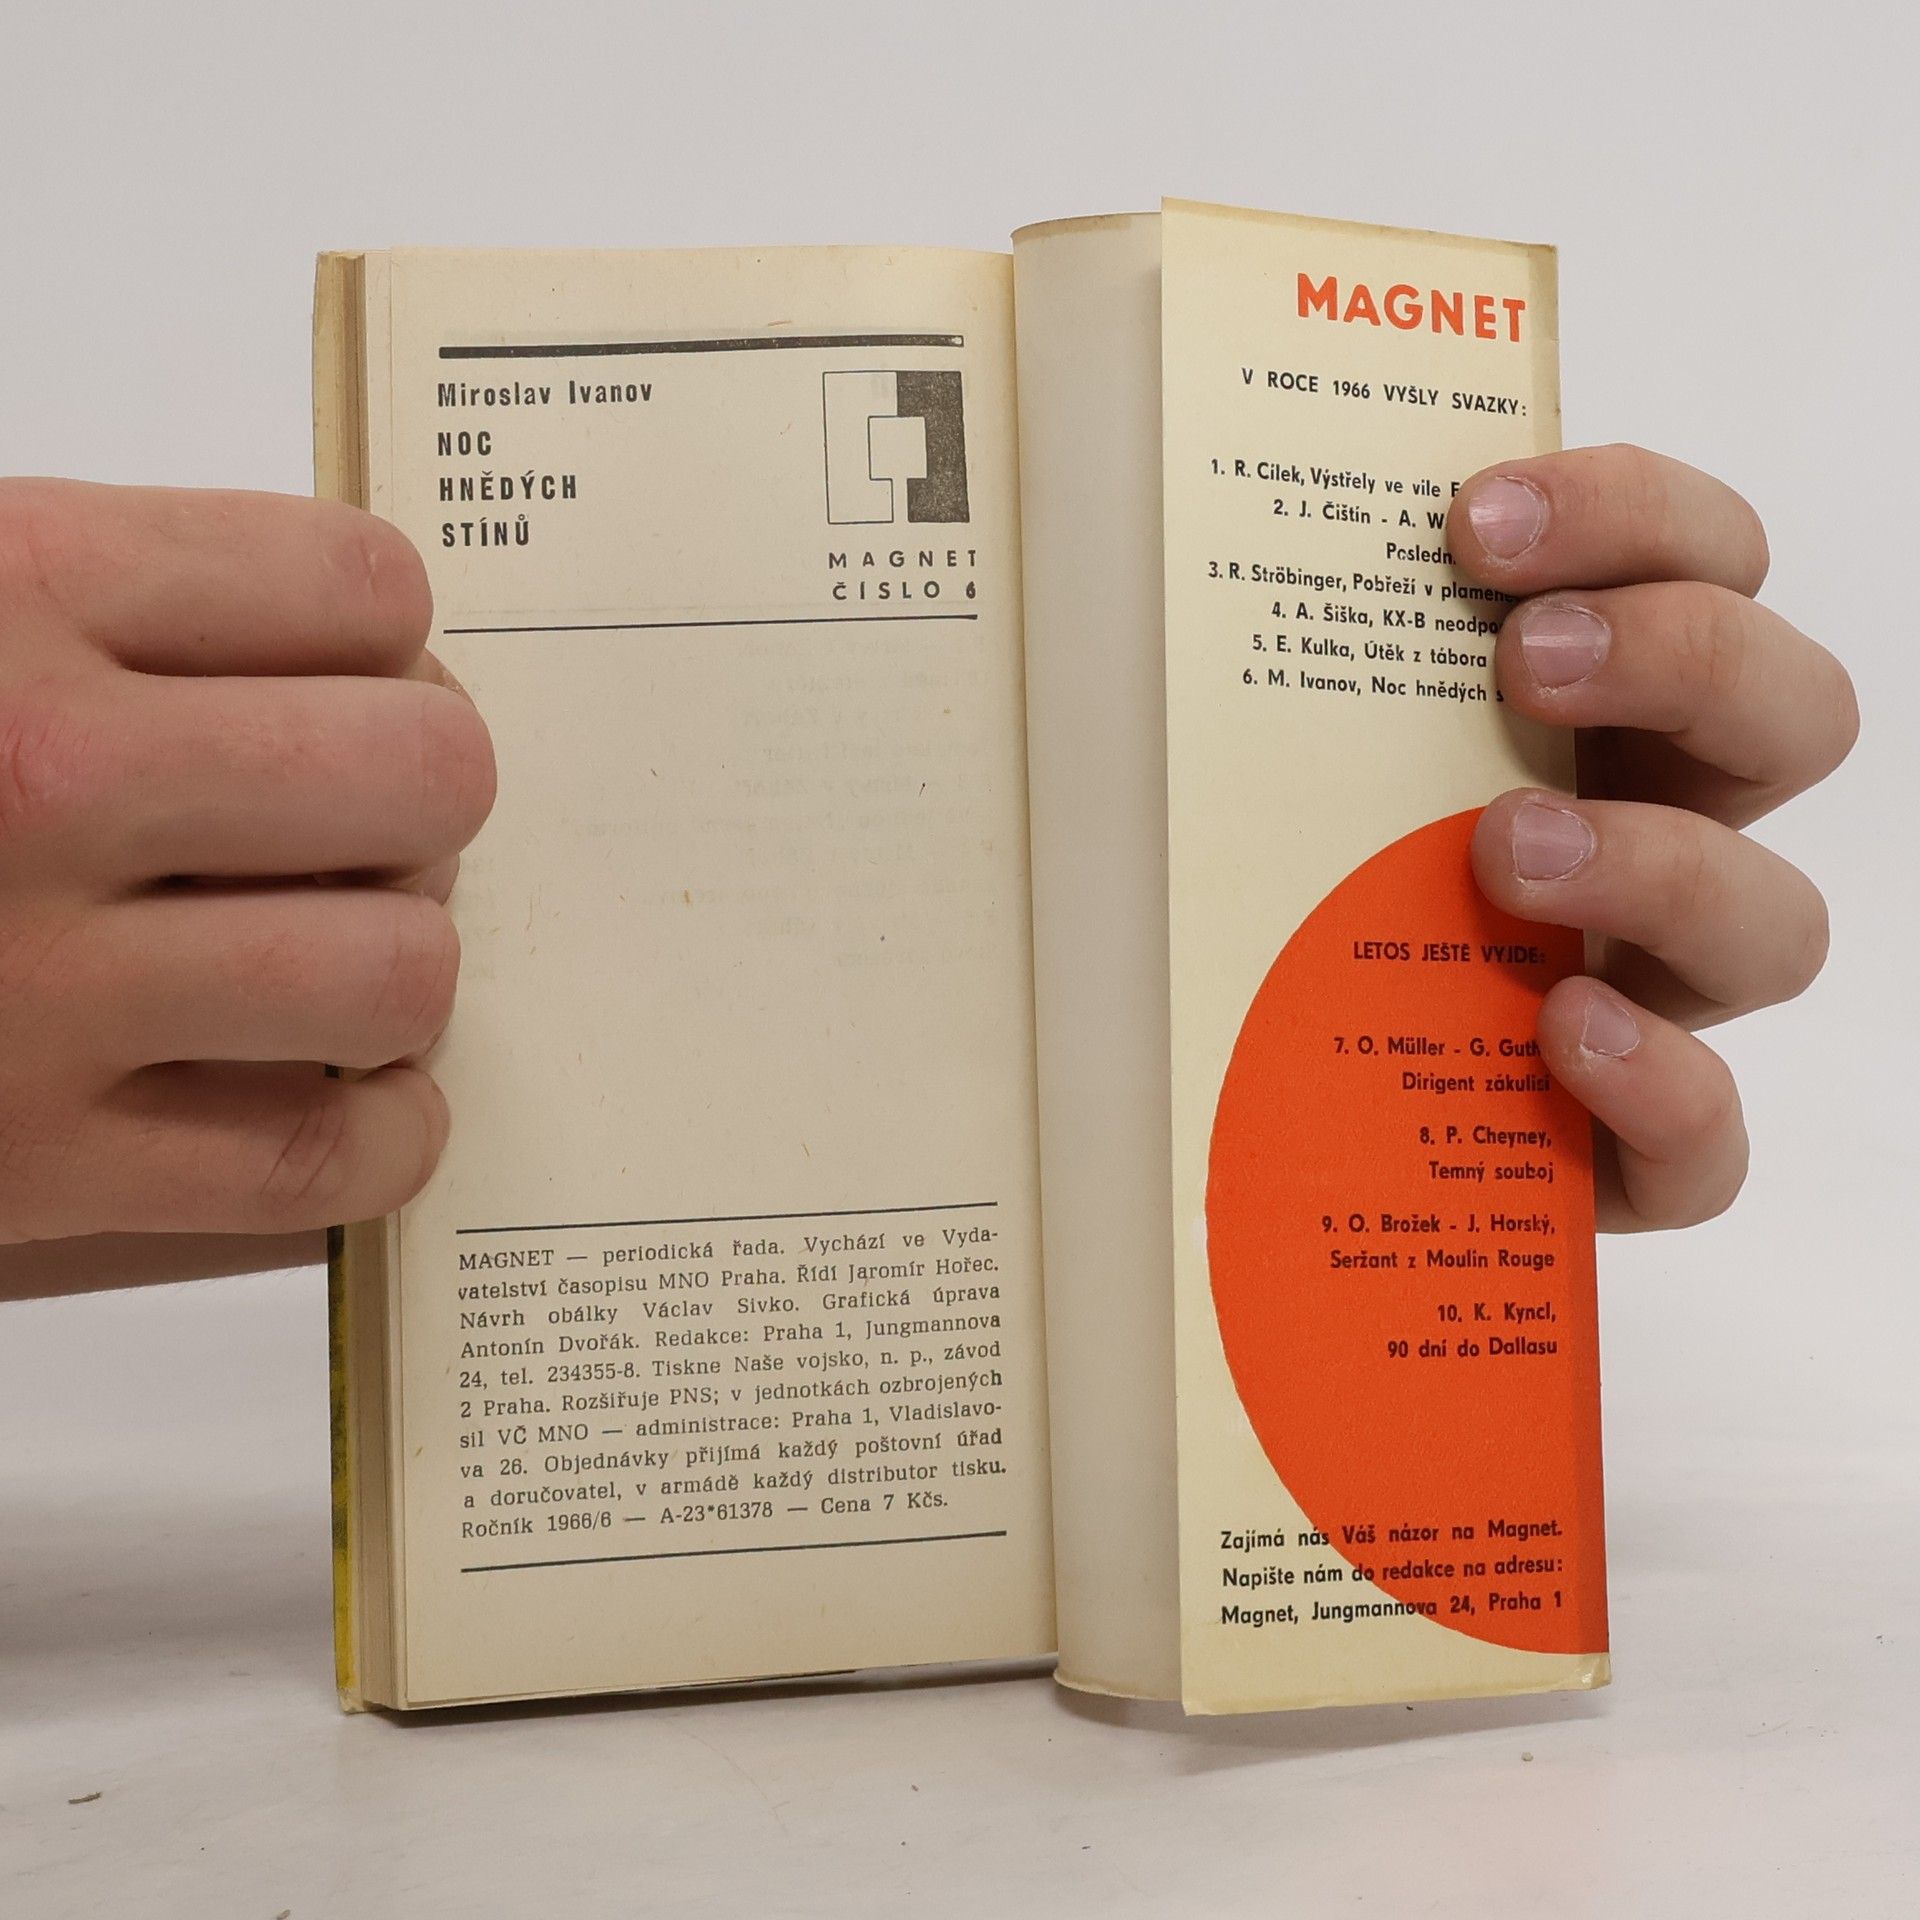 Miroslav Ivanov
NOC
HNĚDÝCH
STÍNŮ
MAGNET
ČÍSLO 6
MAGNET — periodická řada. Vychází ve Vyda-
vatelství časopisu MNO Praha. Řídí Jaromír Hořec.
Návrh obálky Václav Sivko. Grafická úprava
Antonín Dvořák. Redakce: Praha 1, Jungmannova
24, tel. 234355-8. Tiskne Naše vojsko, n. p., závod
2 Praha. Rozšiřuje PNS; v jednotkách ozbrojených
sil VČ MNO — administrace: Praha 1, Vladislavo-
va 26. Objednávky přijímá každý poštovní úřad
a doručovatel, v armádě každý distributor tisku.
Ročník 1966/6 — A-23*61378 — Cena 7 Kčs.
MAGNET
V ROCE 1966 VYŠLY SVAZKY:
1. R. Cílek, Výstřely ve vile
2. J. Čištín - A.
3. R. Ströbinger, Pobřeží v
4. A. Šiška, KX-B
5. E. Kulka, Útěk z tábora
6. M. Ivanov, Noc hnědých
LETOS JEŠTĚ VYJDE:
7. O. Müller - G.
Dirigent zákulisí
8. P. Cheyney,
Temný souboj
9. O. Brožek - J. Horský,
Seržant z Moulin Rouge
10. K. Kyncl,
90 dní do Dallasu
Zajímá nás Váš názor na Magnet.
Napište nám do redakce na adresu:
Magnet, Jungmannova 24, Praha 1